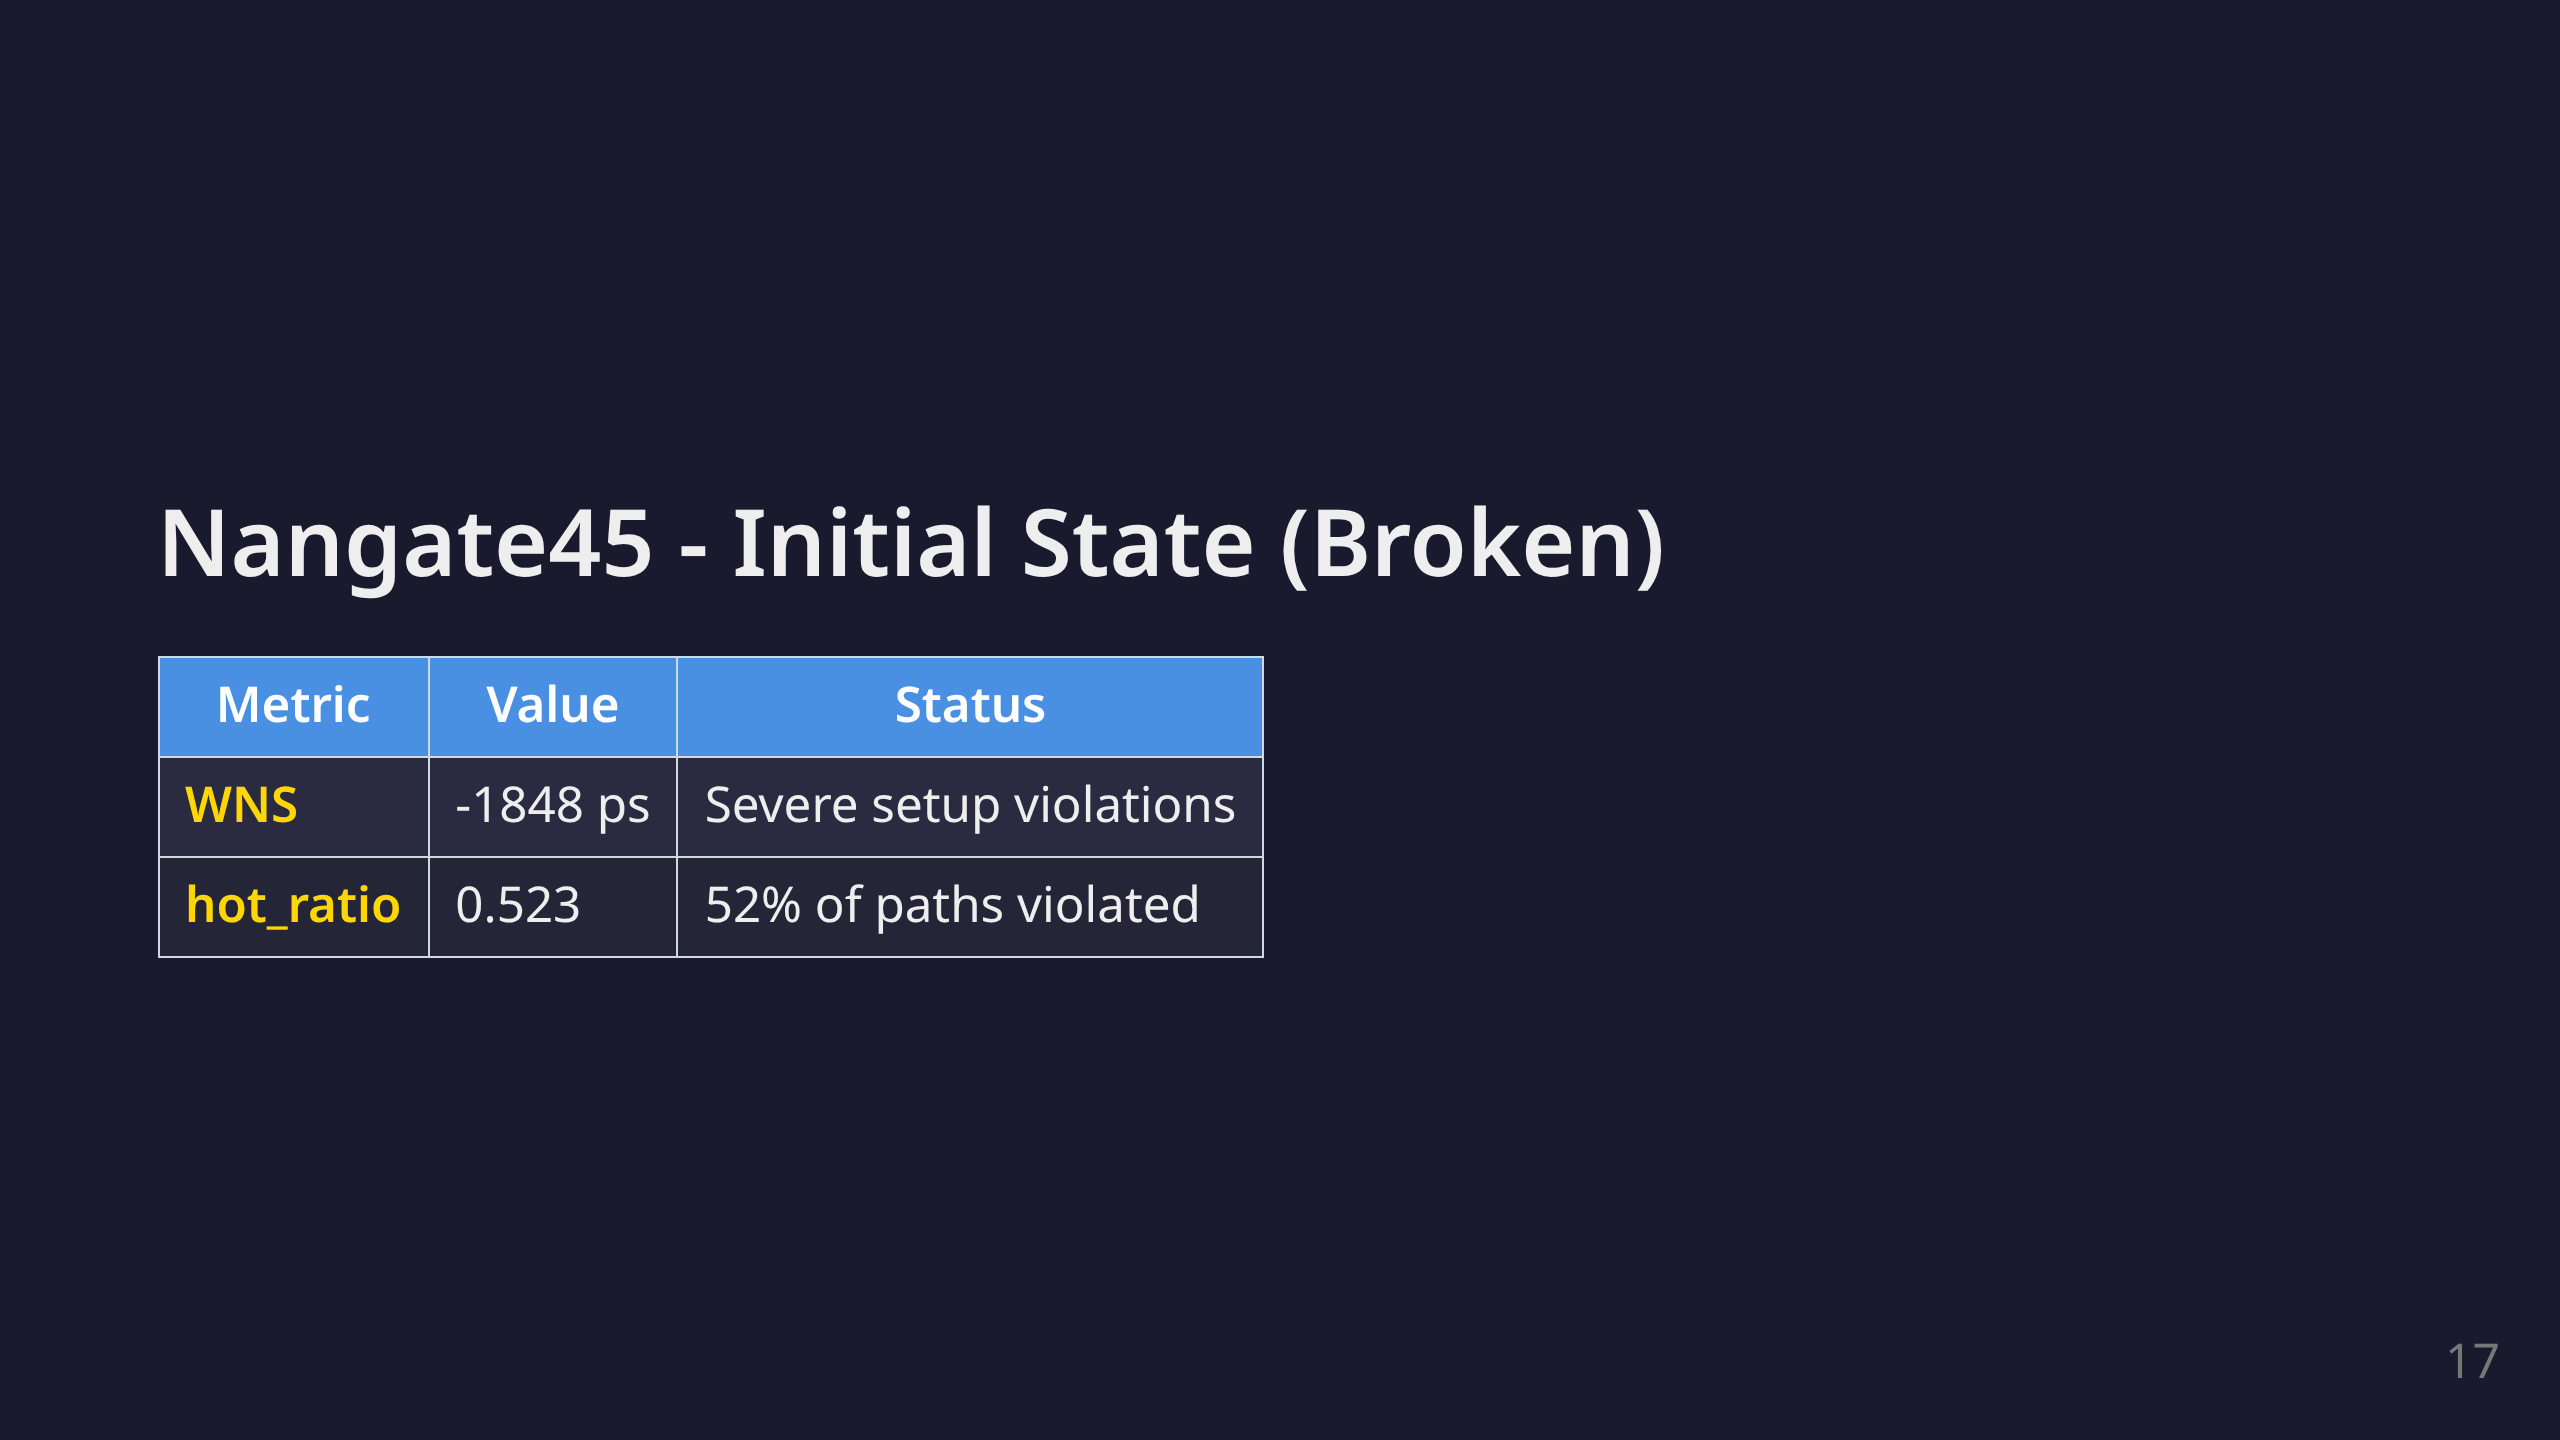 Nangate45 - Initial State (Broken)
Metric Value Status
WNS -1848 ps Severe setup violations
hot_ratio 0.523 52% of paths violated
17